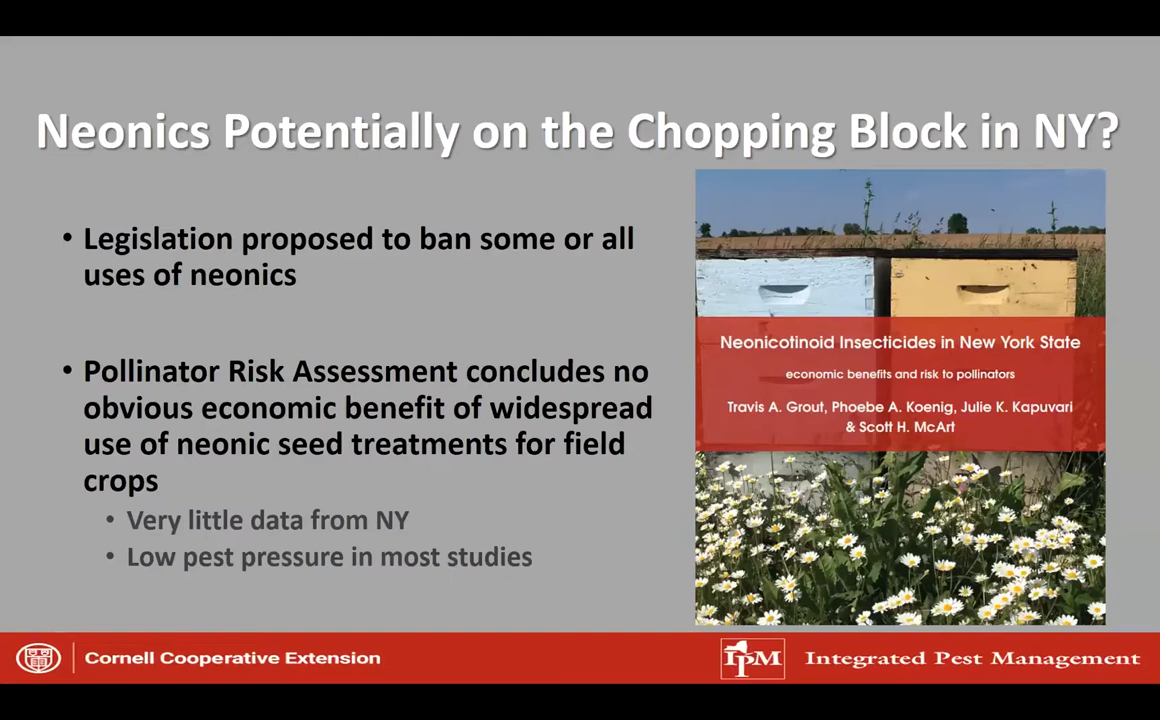 Neonics Potentially on the Chopping Block in NY?
• Legislation proposed to ban some or all
uses of neonics
• Pollinator Risk Assessment concludes no
obvious economic benefit of widespread
use of neonic seed treatments for field
crops
• Very little data from NY
• Low pest pressure in most studies
Neonicotinoid Insecticides in New York State
economic benefits and risk to pollinators
Travis A. Grout, Phoebe A. Koenig, Julie K. Kapuvari
& Scott H. McArt
Cornell Cooperative Extension
IPM Integrated Pest Management